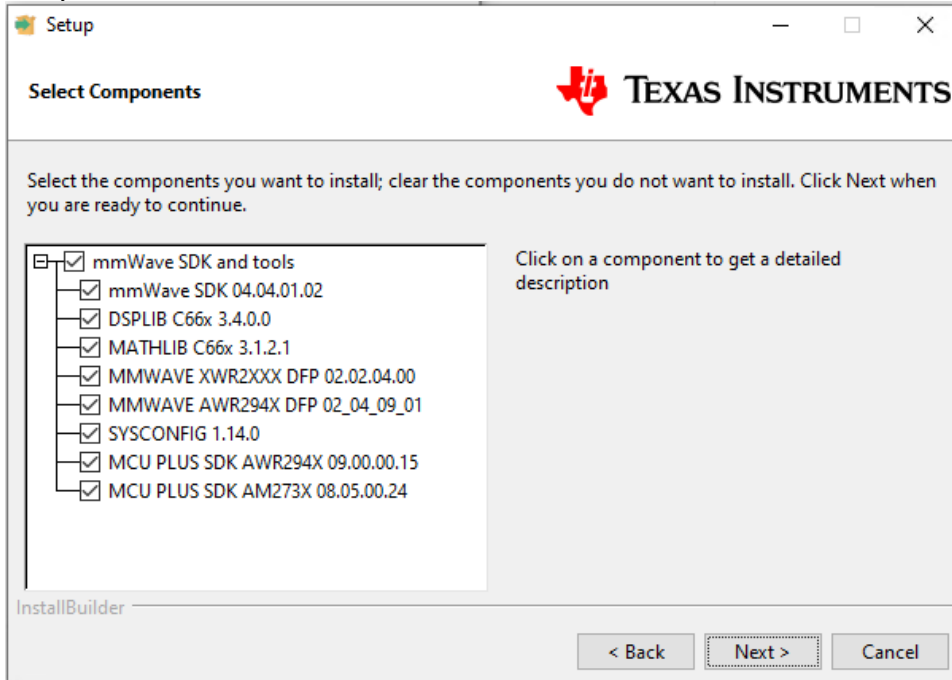 Setup
Select Components
TEXAS INSTRUMENTS
Select the components you want to install; clear the components you do not want to install. Click Next when
you are ready to continue.
mmWave SDK and tools
mmWave SDK 04.04.01.02
DSPLIB C66x 3.4.0.0
MATHLIB C66x 3.1.2.1
MMWAVE XWR2XXX DFP 02.02.04.00
MMWAVE AWR294X DFP 02_04_09_01
SYSCONFIG 1.14.0
MCU PLUS SDK AWR294X 09.00.00.15
MCU PLUS SDK AM273X 08.05.00.24
Click on a component to get a detailed
description
InstallBuilder
< Back
Next >
Cancel